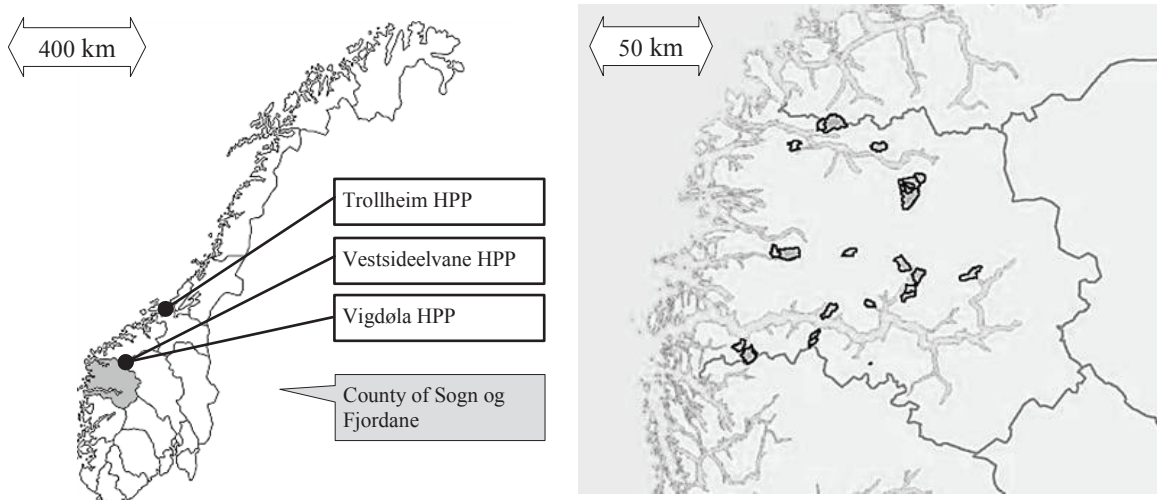 400 km
Trollheim HPP
Vestsideelvane HPP
Vigdøla HPP
County of Sogn og
Fjordane
50 km